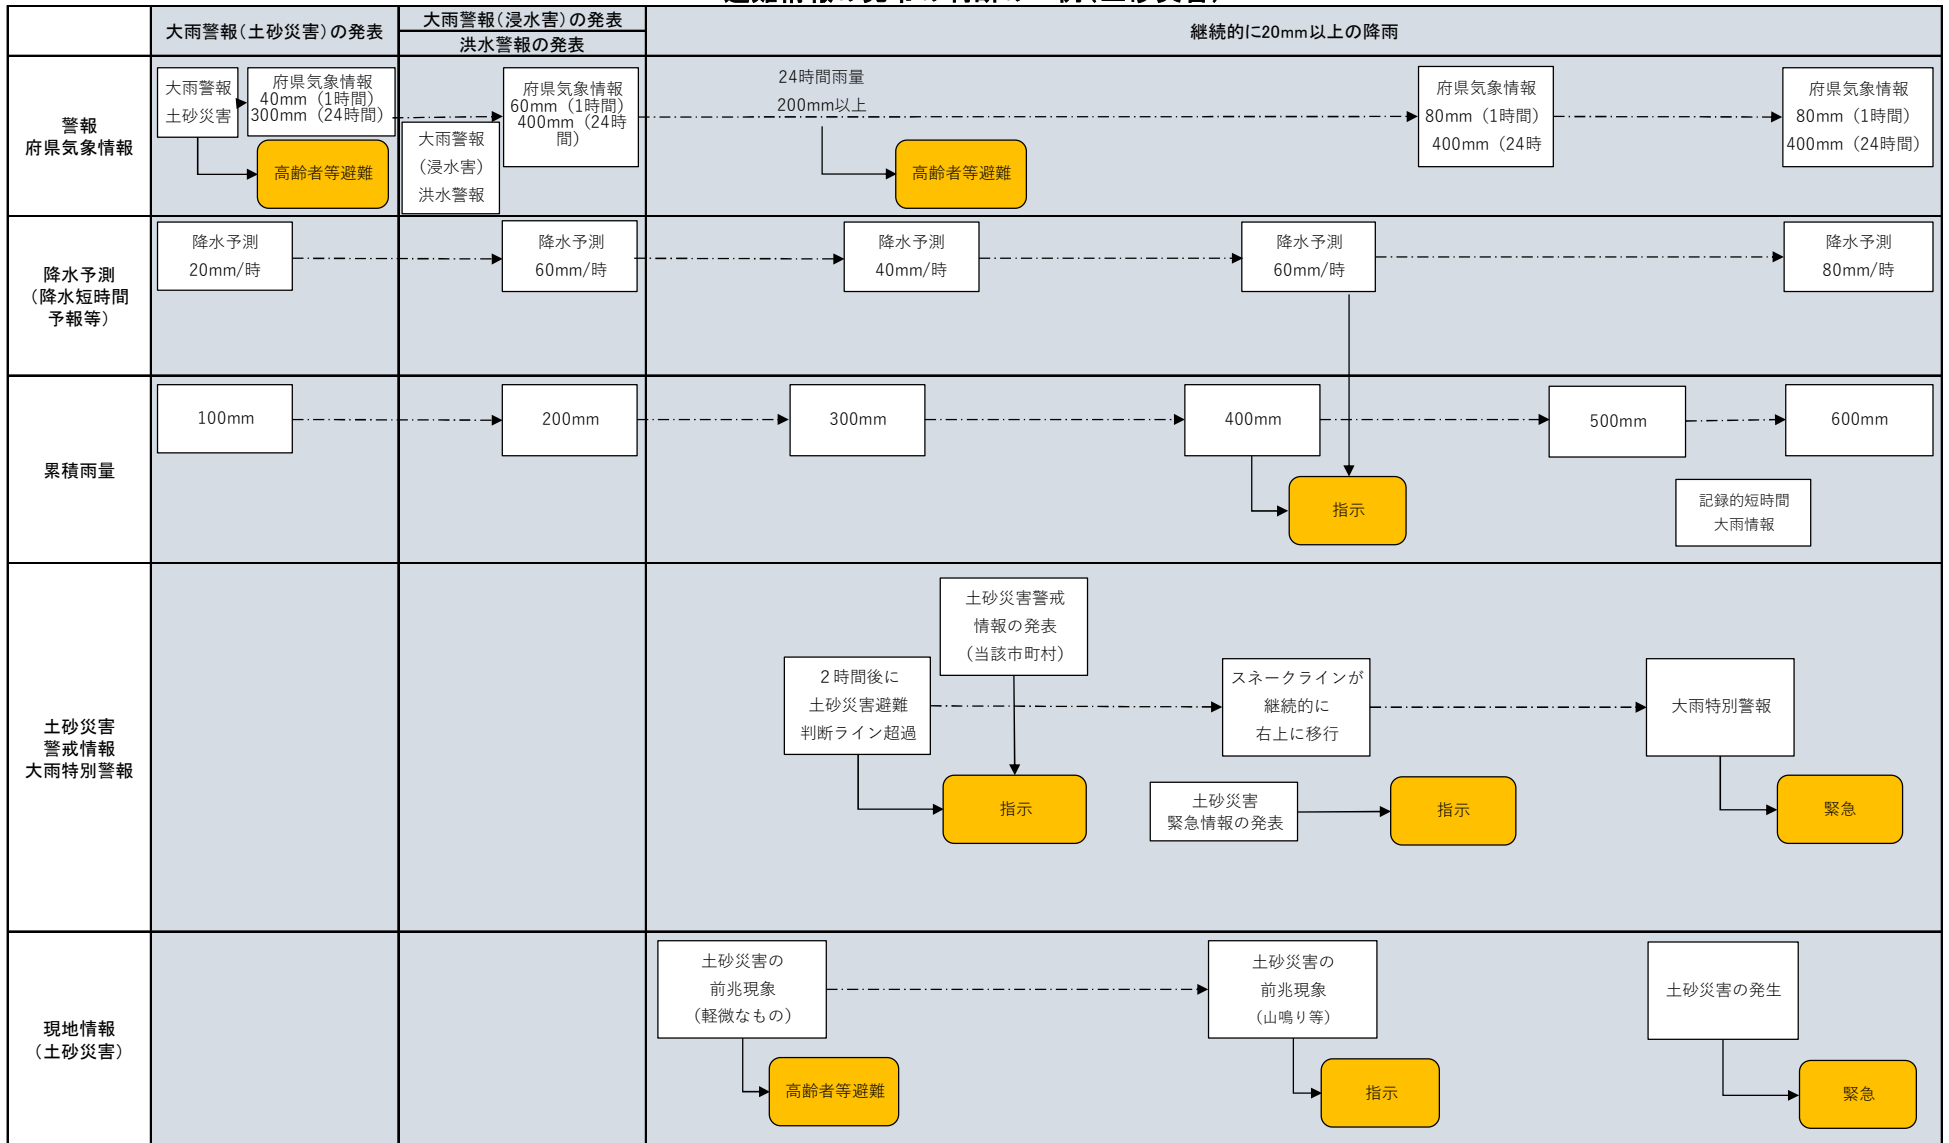 大雨警報（土砂災害）の発表
大雨警報（浸水害）の発表
洪水警報の発表
継続的に20mm以上の降雨
警報
府県気象情報
大雨警報
土砂災害
府県気象情報
40mm（1時間）
300mm（24時間）
高齢者等避難
大雨警報
（浸水害）
洪水警報
府県気象情報
60mm（1時間）
400mm（24時
間）
24時間雨量
200mm以上
高齢者等避難
府県気象情報
80mm（1時間）
400mm（24時
府県気象情報
80mm（1時間）
400mm（24時間）
降水予測
（降水短時間
予報等）
降水予測
20mm/時
降水予測
60mm/時
降水予測
40mm/時
降水予測
60mm/時
降水予測
80mm/時
累積雨量
100mm
200mm
300mm
400mm
500mm
600mm
指示
記録的短時間
大雨情報
土砂災害
警戒情報
大雨特別警報
土砂災害警戒
情報の発表
（当該市町村）
２時間後に
土砂災害避難
判断ライン超過
スネークラインが
継続的に
右上に移行
大雨特別警報
指示
土砂災害
緊急情報の発表
指示
緊急
現地情報
（土砂災害）
土砂災害の
前兆現象
（軽微なもの）
土砂災害の
前兆現象
（山鳴り等）
土砂災害の発生
高齢者等避難
指示
緊急